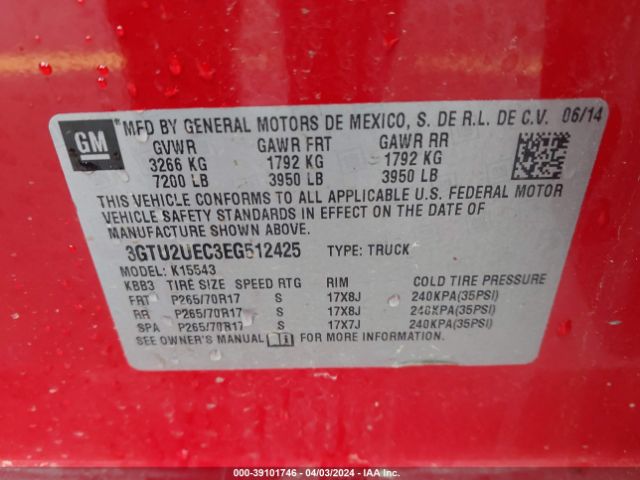 GM
*MFD BY GENERAL MOTORS DE MEXICO, S. DE R.L. DE C.V. 06/14
GVWR GAWR FRT GAWR RR
3266 KG 1792 KG 1792 KG
7200 LB 3950 LB 3950 LB
THIS VEHICLE CONFORMS TO ALL APPLICABLE U.S. FEDERAL MOTOR
VEHICLE SAFETY STANDARDS IN EFFECT ON THE DATE OF
MANUFACTURE SHOWN ABOVE.
3GTU2UEC3EG512425 TYPE: TRUCK
MODEL: K15543
KBB3 TIRE SIZE SPEED RTG RIM COLD TIRE PRESSURE
FRT P265/70R17 S 17X8J 240KPA(35PSI)
RR P265/70R17 S 17X8J 240KPA(35PSI)
SPA P265/70R17 S 17X7J 240KPA(35PSI)
SEE OWNER'S MANUAL FOR MORE INFORMATION.
000-39101746 - 04/03/2024 - IAA Inc.